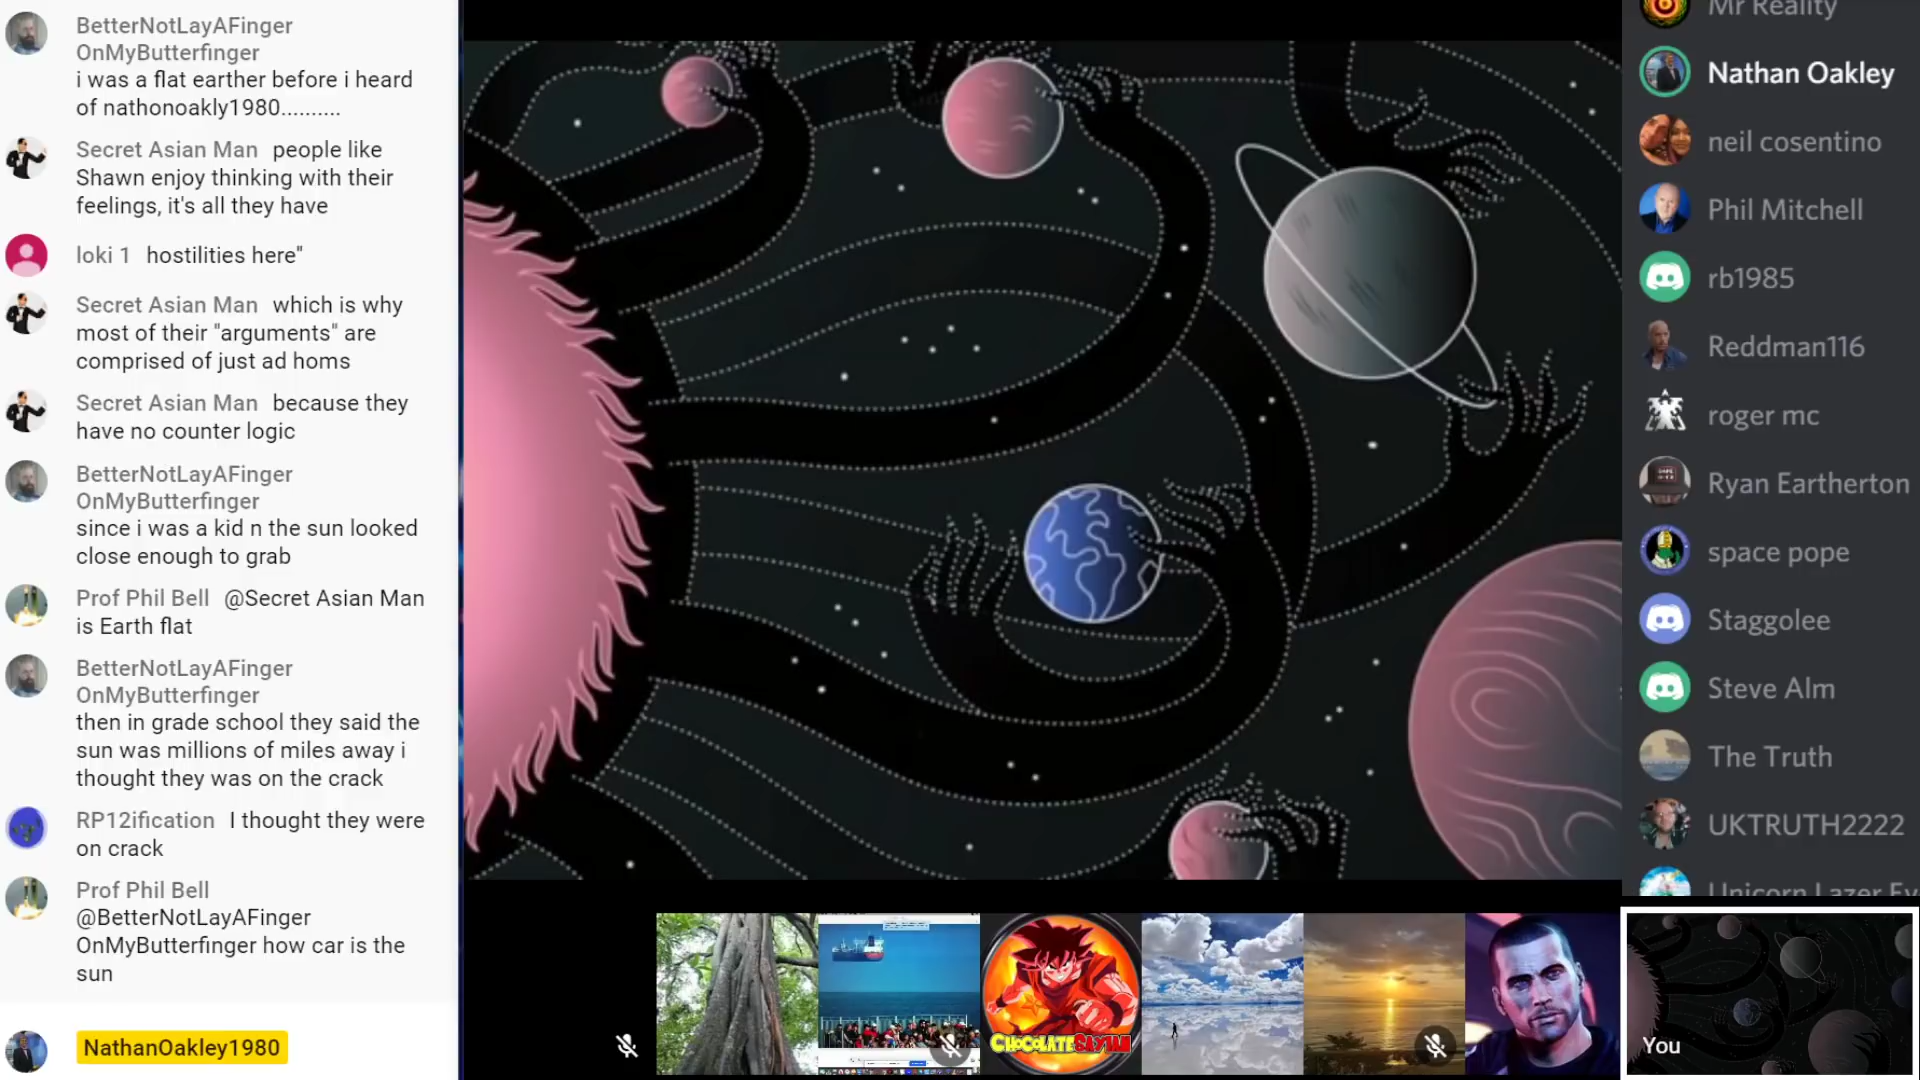 BetterNotLayAFinger
OnMyButterfinger
i was a flat earther before i heard
of nathonoakly1980..........
Secret Asian Man people like
Shawn enjoy thinking with their
feelings, it's all they have
loki 1 hostilities here"
Secret Asian Man which is why
most of their "arguments" are
comprised of just ad homs
Secret Asian Man because they
have no counter logic
BetterNotLayAFinger
OnMyButterfinger
since i was a kid n the sun looked
close enough to grab
Prof Phil Bell @Secret Asian Man
is Earth flat
BetterNotLayAFinger
OnMyButterfinger
then in grade school they said the
sun was millions of miles away i
thought they was on the crack
RP12ification I thought they were
on crack
Prof Phil Bell
@BetterNotLayAFinger
OnMyButterfinger how car is the
sun
NathanOakley1980
Mr Reality
Nathan Oakley
neil cosentino
Phil Mitchell
rb1985
Reddman116
roger mc
Ryan Eartherton
space pope
Staggolee
Steve Alm
The Truth
UKTRUTH2222
Unicorn Lazer Ey
CHOCOLATE SAIYAN
You